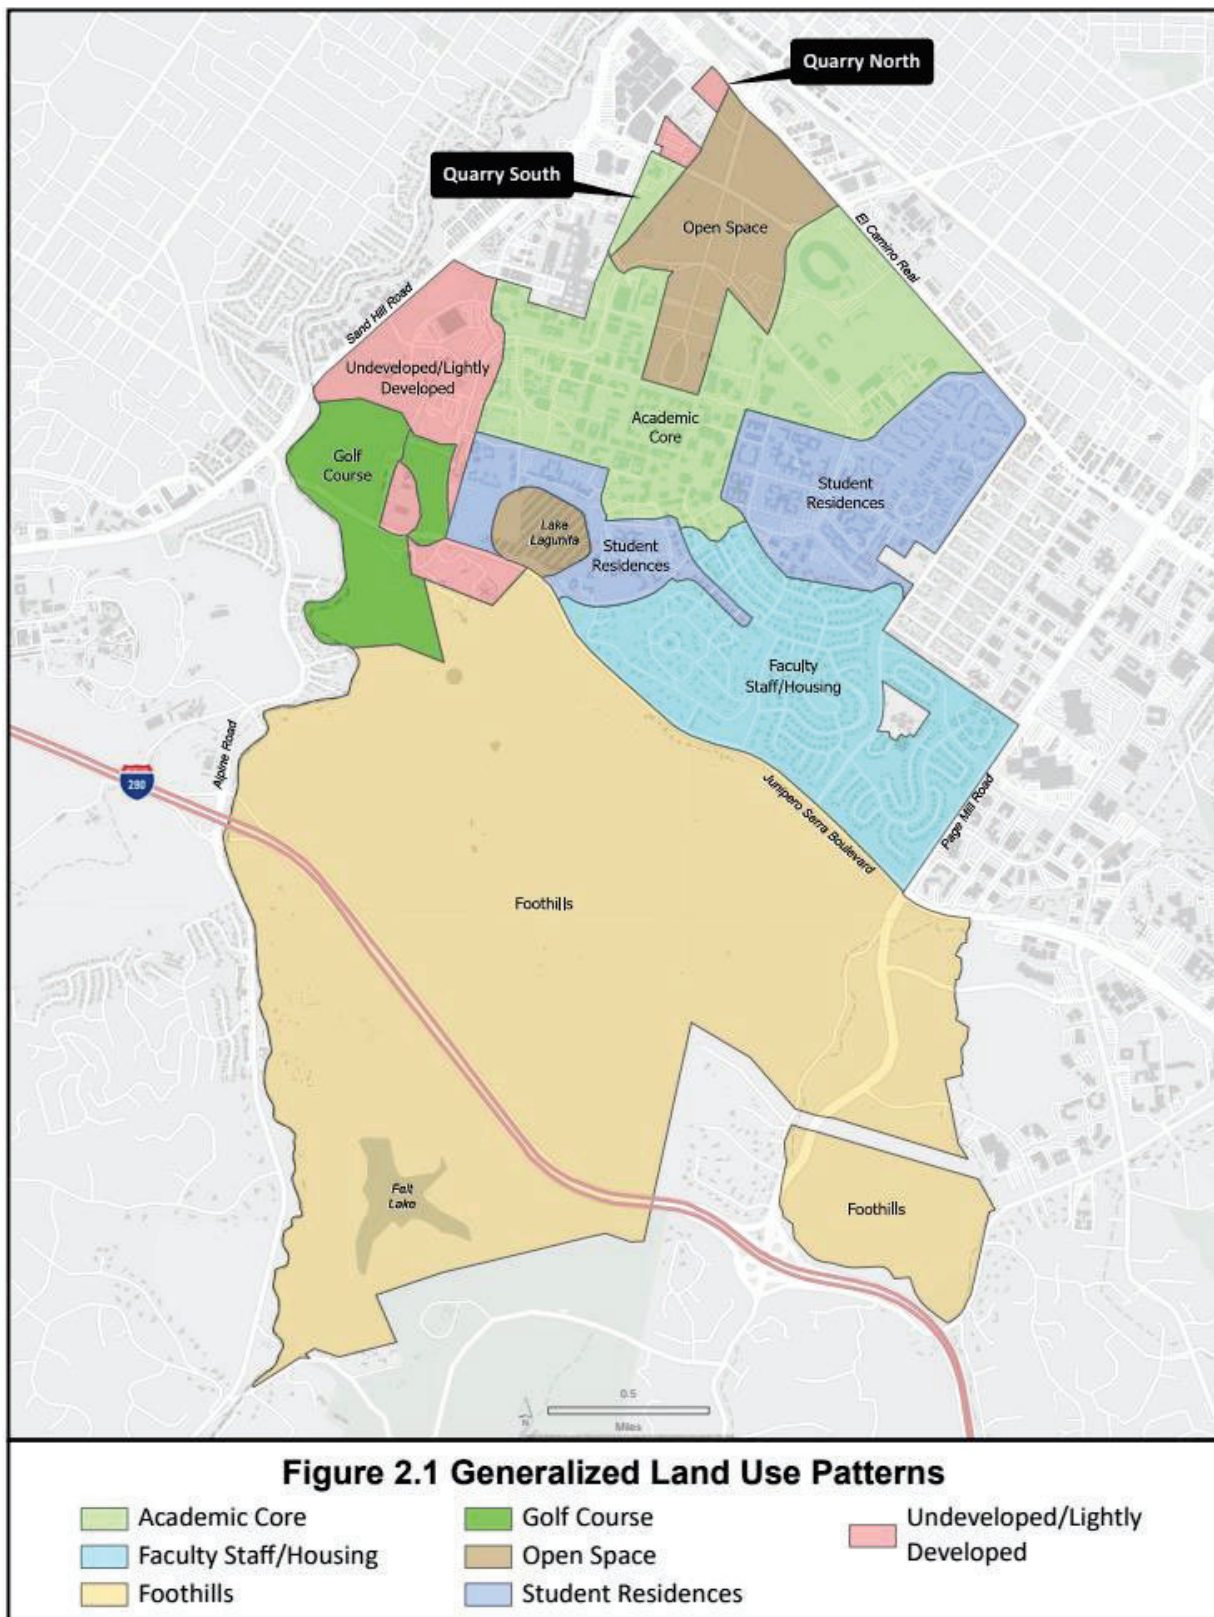 Quarry North
Quarry South
Open Space
El Camino Real
Sand Hill Road
Undeveloped/Lightly
Developed
Academic
Core
Golf
Course
Student
Residences
Lake
Lagunita
Student
Residences
Faculty
Staff/Housing
Alpine Road
280
Junipero Serra Boulevard
Page Mill Road
Foothills
Felt
Lake
Foothills
0.5
N
Miles
Figure 2.1 Generalized Land Use Patterns
Academic Core
Faculty Staff/Housing
Foothills
Golf Course
Open Space
Student Residences
Undeveloped/Lightly
Developed